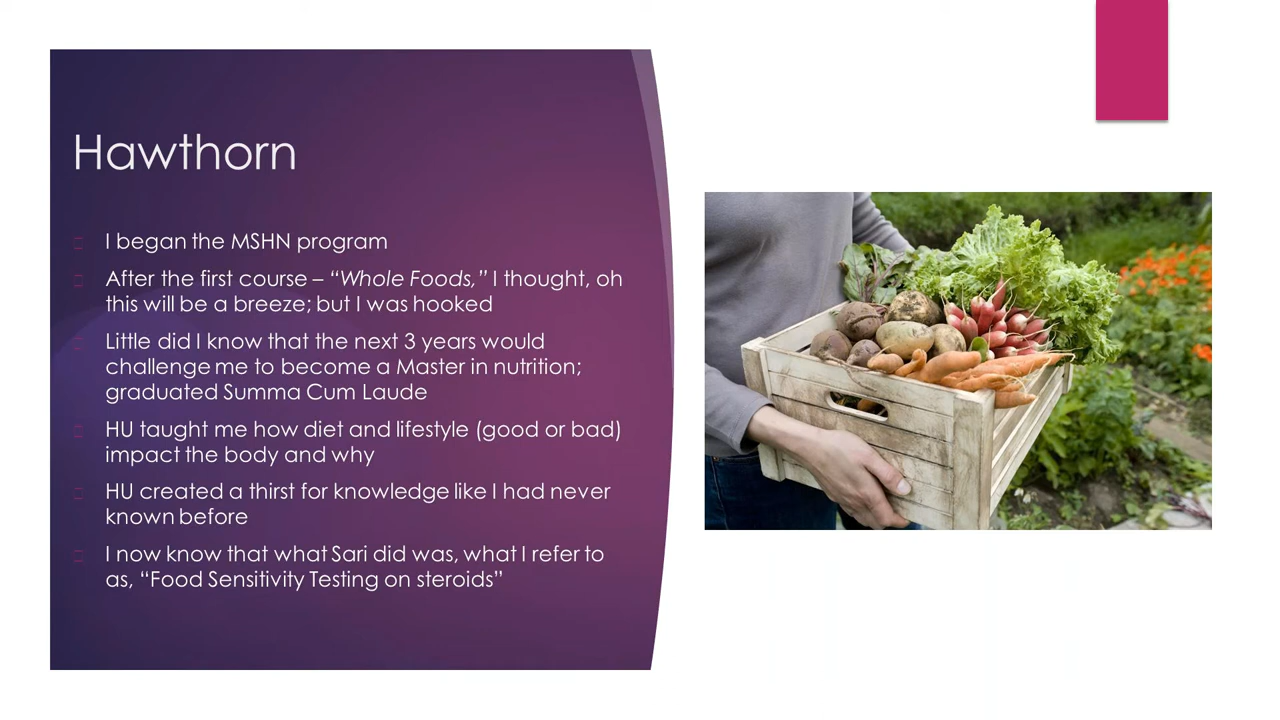 Hawthorn
I began the MSHN program
After the first course – “Whole Foods,” I thought, oh
this will be a breeze; but I was hooked
Little did I know that the next 3 years would
challenge me to become a Master in nutrition;
graduated Summa Cum Laude
HU taught me how diet and lifestyle (good or bad)
impact the body and why
HU created a thirst for knowledge like I had never
known before
I now know that what Sari did was, what I refer to
as, “Food Sensitivity Testing on steroids”